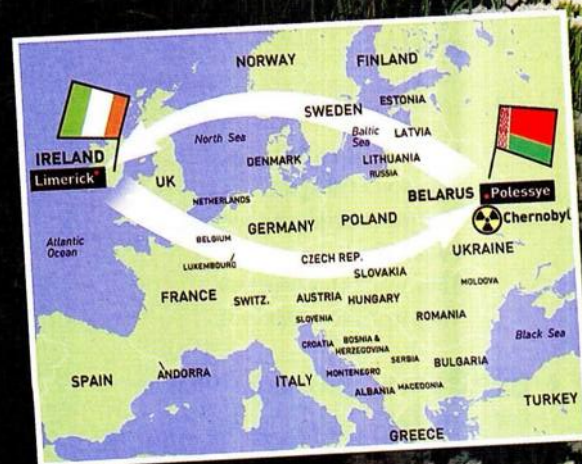 NORWAY
FINLAND
SWEDEN
ESTONIA
North Sea
Baltic
Sea
LATVIA
IRELAND
Limerick
UK
DENMARK
LITHUANIA
RUSSIA
BELARUS
Polessye
NETHERLANDS
Chernobyl
GERMANY
POLAND
Atlantic
Ocean
BELGIUM
UKRAINE
LUXEMBOURG
CZECH REP.
SLOVAKIA
MOLDOVA
FRANCE
SWITZ.
AUSTRIA
HUNGARY
SLOVENIA
ROMANIA
CROATIA
BOSNIA &
HERZEGOVINA
SERBIA
Black Sea
SPAIN
ANDORRA
ITALY
MONTENEGRO
BULGARIA
ALBANIA
MACEDONIA
TURKEY
GREECE